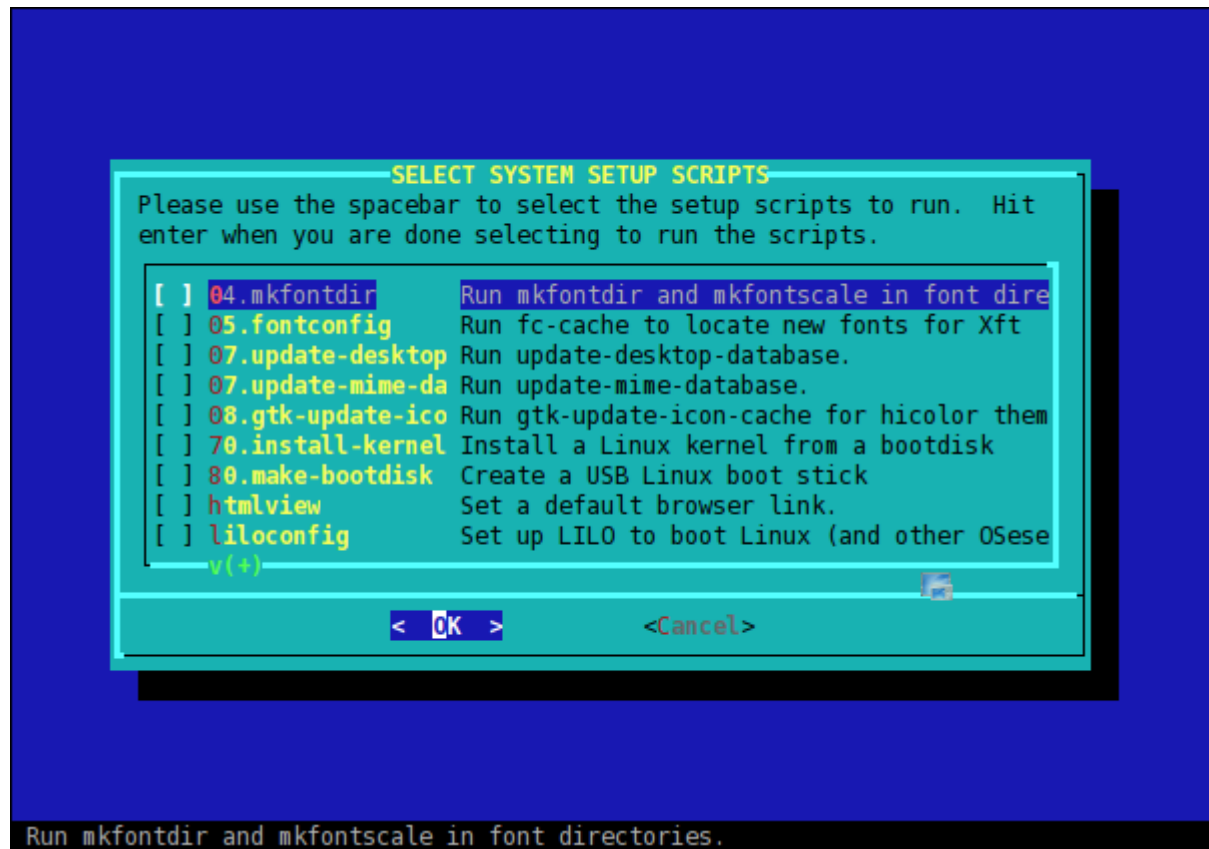 SELECT SYSTEM SETUP SCRIPTS
Please use the spacebar to select the setup scripts to run.  Hit
enter when you are done selecting to run the scripts.
[ ] 04.mkfontdir Run mkfontdir and mkfontscale in font dire
[ ] 05.fontconfig Run fc-cache to locate new fonts for Xft
[ ] 07.update-desktop Run update-desktop-database.
[ ] 07.update-mime-da Run update-mime-database.
[ ] 08.gtk-update-ico Run gtk-update-icon-cache for hicolor them
[ ] 70.install-kernel Install a Linux kernel from a bootdisk
[ ] 80.make-bootdisk Create a USB Linux boot stick
[ ] htmlview Set a default browser link.
[ ] liloconfig Set up LILO to boot Linux (and other OSese
v(+)
< OK > <Cancel>
Run mkfontdir and mkfontscale in font directories.